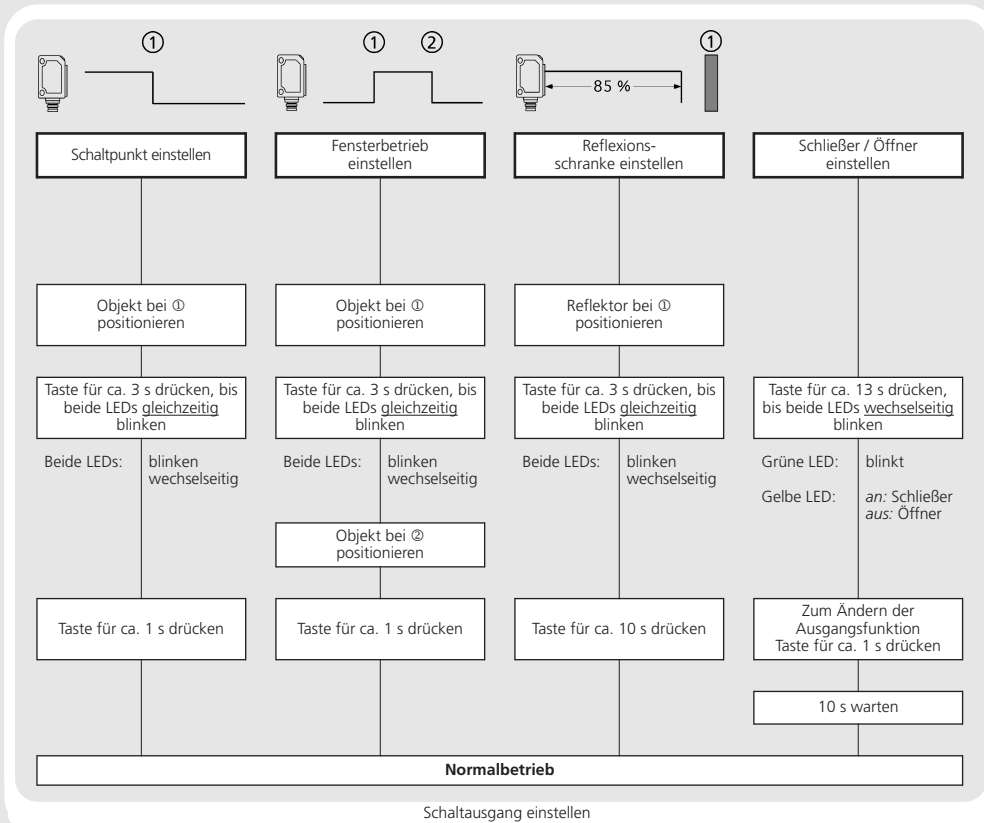 ①
① ②
85 %
①
Schaltpunkt einstellen
Fensterbetrieb
einstellen
Reflexions-
schranke einstellen
Schließer / Öffner
einstellen
Objekt bei ①
positionieren
Objekt bei ①
positionieren
Reflektor bei ①
positionieren
Taste für ca. 3 s drücken, bis
beide LEDs gleichzeitig
blinken
Taste für ca. 3 s drücken, bis
beide LEDs gleichzeitig
blinken
Taste für ca. 3 s drücken, bis
beide LEDs gleichzeitig
blinken
Taste für ca. 13 s drücken,
bis beide LEDs wechselseitig
blinken
Beide LEDs: blinken
wechselseitig
Beide LEDs: blinken
wechselseitig
Beide LEDs: blinken
wechselseitig
Grüne LED: blinkt
Gelbe LED: an: Schließer
aus: Öffner
Objekt bei ②
positionieren
Taste für ca. 1 s drücken
Taste für ca. 1 s drücken
Taste für ca. 10 s drücken
Zum Ändern der
Ausgangsfunktion
Taste für ca. 1 s drücken
10 s warten
Normalbetrieb
Schaltausgang einstellen